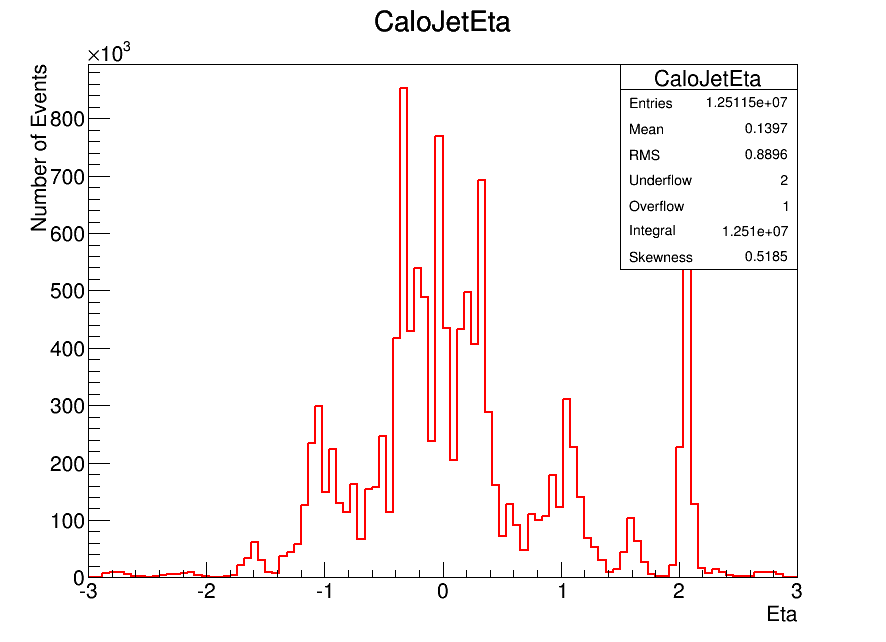 CaloJetEta
×10³
Number of Events
800
700
600
500
400
300
200
100
0
-3 -2 -1 0 1 2 3
Eta
CaloJetEta
Entries 1.25115e+07
Mean 0.1397
RMS 0.8896
Underflow 2
Overflow 1
Integral 1.251e+07
Skewness 0.5185